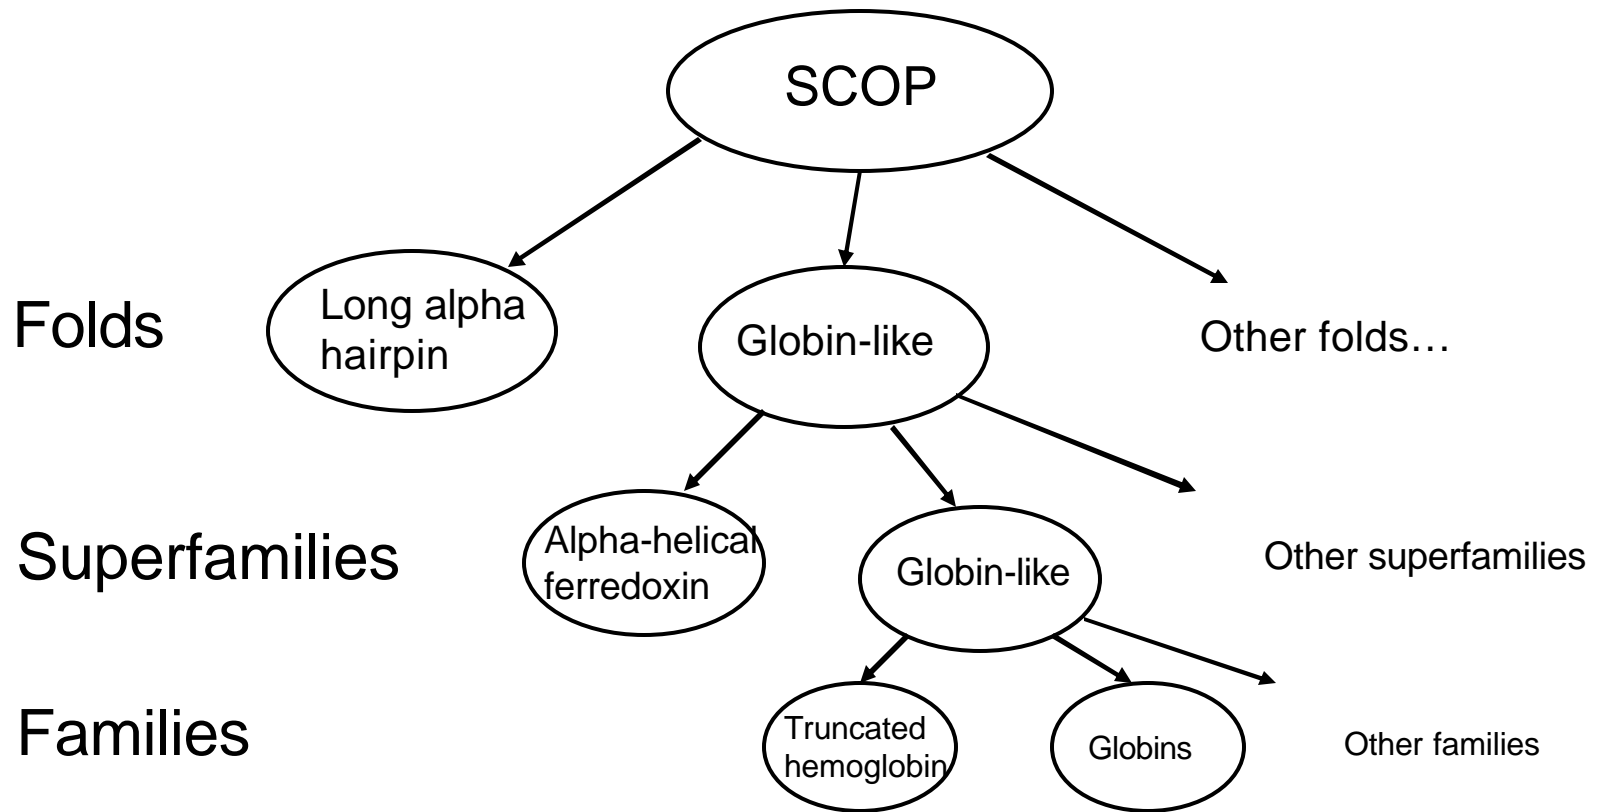 SCOP
Folds
Long alpha
hairpin
Globin-like
Other folds…
Superfamilies
Alpha-helical
ferredoxin
Globin-like
Other superfamilies
Families
Truncated
hemoglobin
Globins
Other families